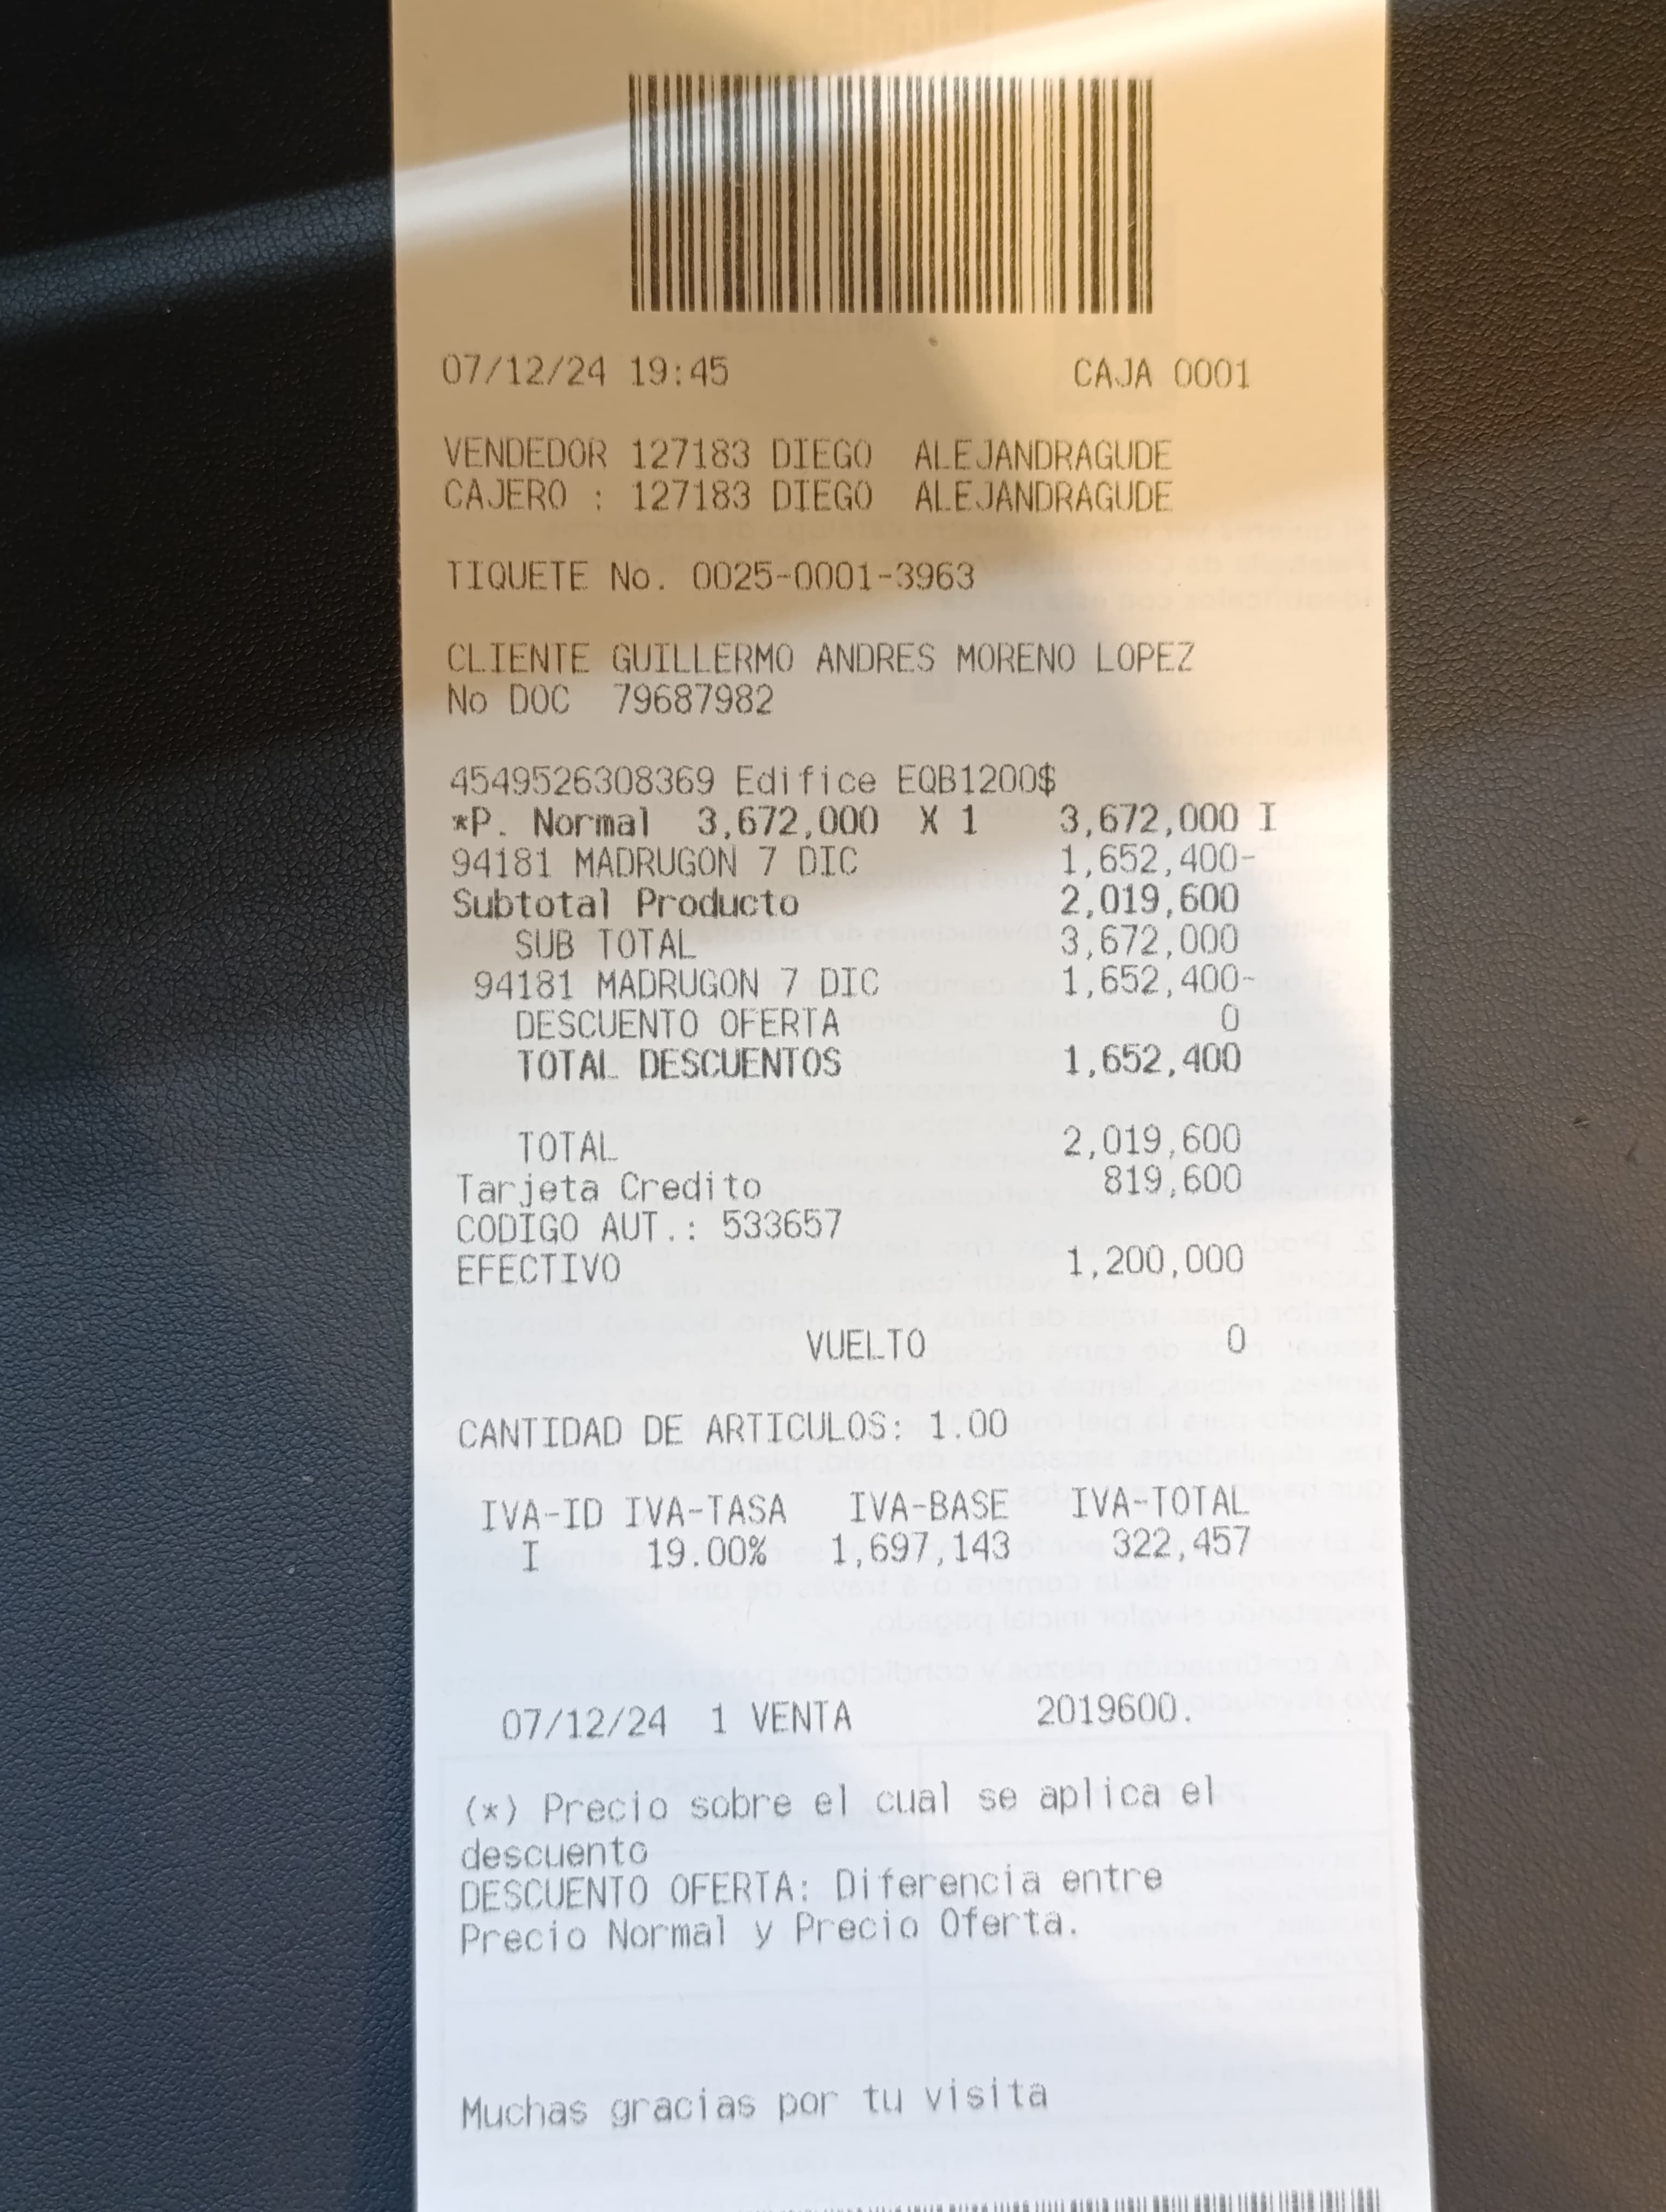 07/12/24 19:45 CAJA 0001
VENDEDOR 127183 DIEGO ALEJANDRAGUDE
CAJERO : 127183 DIEGO ALEJANDRAGUDE
TIQUETE No. 0025-0001-3963
CLIENTE GUILLERMO ANDRES MORENO LOPEZ
No DOC 79687982
4549526308369 Edifice EQB1200$
*P. Normal 3,672,000 X 1 3,672,000 I
94181 MADRUGON 7 DIC 1,652,400-
Subtotal Producto 2,019,600
SUB TOTAL 3,672,000
94181 MADRUGON 7 DIC 1,652,400-
DESCUENTO OFERTA 0
TOTAL DESCUENTOS 1,652,400
TOTAL 2,019,600
Tarjeta Credito 819,600
CODIGO AUT.: 533657
EFECTIVO 1,200,000
VUELTO 0
CANTIDAD DE ARTICULOS: 1.00
IVA-ID IVA-TASA IVA-BASE IVA-TOTAL
I 19.00% 1,697,143 322,457
07/12/24 1 VENTA 2019600.
(*) Precio sobre el cual se aplica el
descuento
DESCUENTO OFERTA: Diferencia entre
Precio Normal y Precio Oferta.
Muchas gracias por tu visita